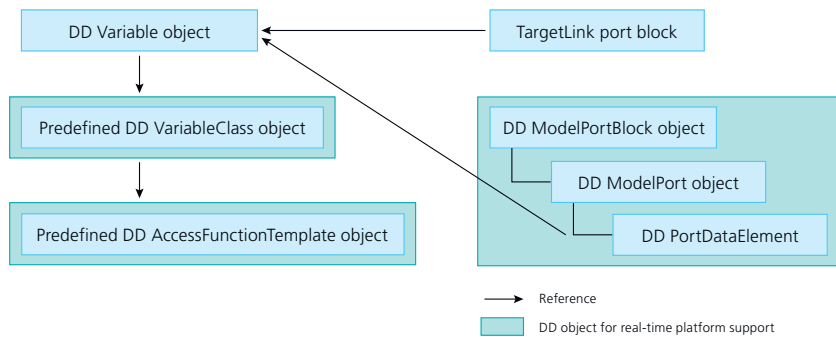 DD Variable object
TargetLink port block
Predefined DD VariableClass object
DD ModelPortBlock object
DD ModelPort object
Predefined DD AccessFunctionTemplate object
DD PortDataElement
Reference
DD object for real-time platform support